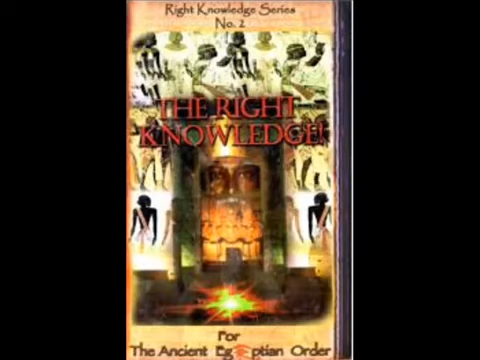 Right Knowledge Series
No. 2
THE RIGHT
KNOWLEDGE!
For
The Ancient Egyptian Order